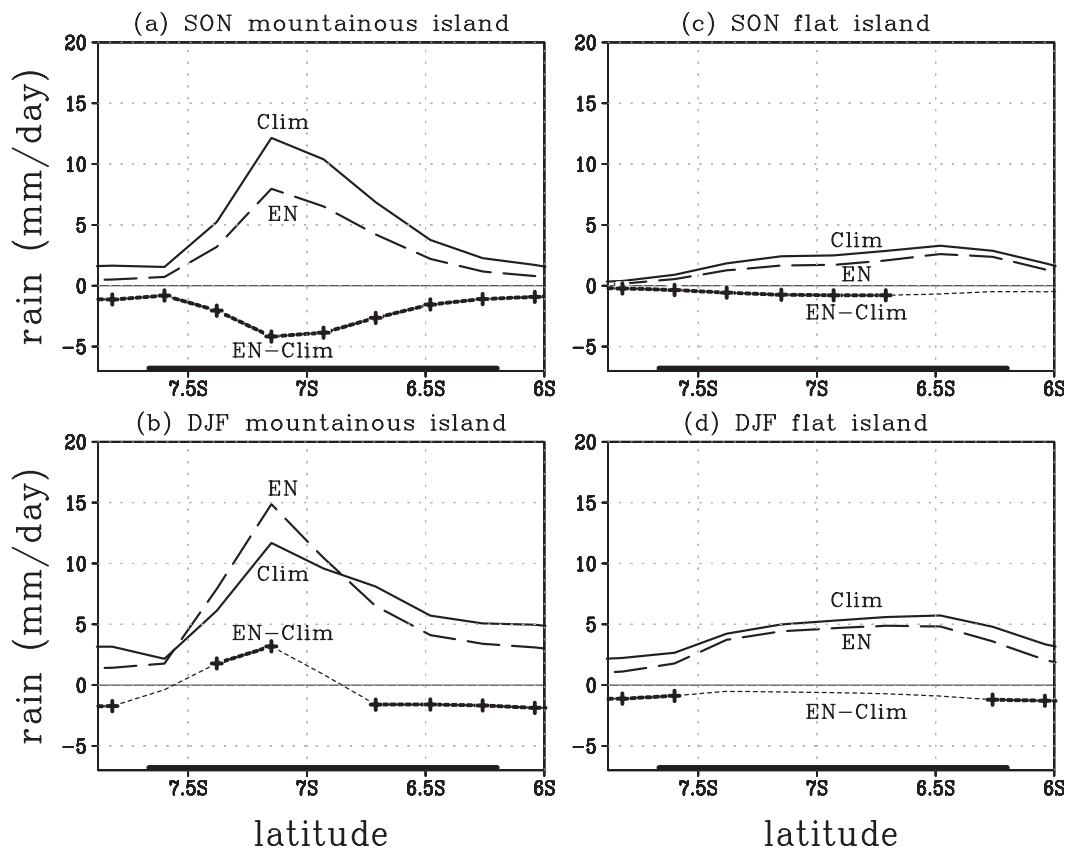 (a) SON mountainous island
rain (mm/day)
20
15
10
5
0
−5
Clim
EN
EN−Clim
7.5S 7S 6.5S 6S
(c) SON flat island
20
15
10
5
0
−5
Clim
EN
EN−Clim
7.5S 7S 6.5S 6S
(b) DJF mountainous island
rain (mm/day)
20
15
10
5
0
−5
EN
Clim
EN−Clim
7.5S 7S 6.5S 6S
latitude
(d) DJF flat island
20
15
10
5
0
−5
Clim
EN
EN−Clim
7.5S 7S 6.5S 6S
latitude